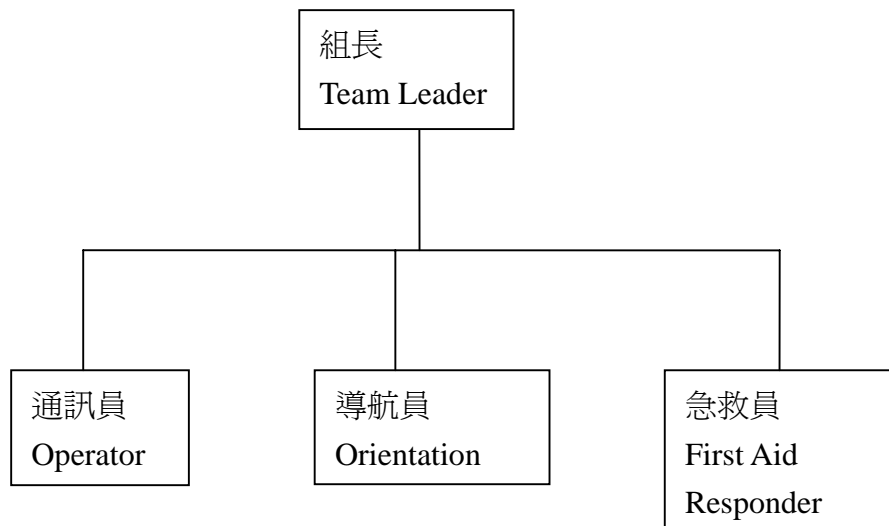 組長
Team Leader
通訊員
Operator
導航員
Orientation
急救員
First Aid
Responder